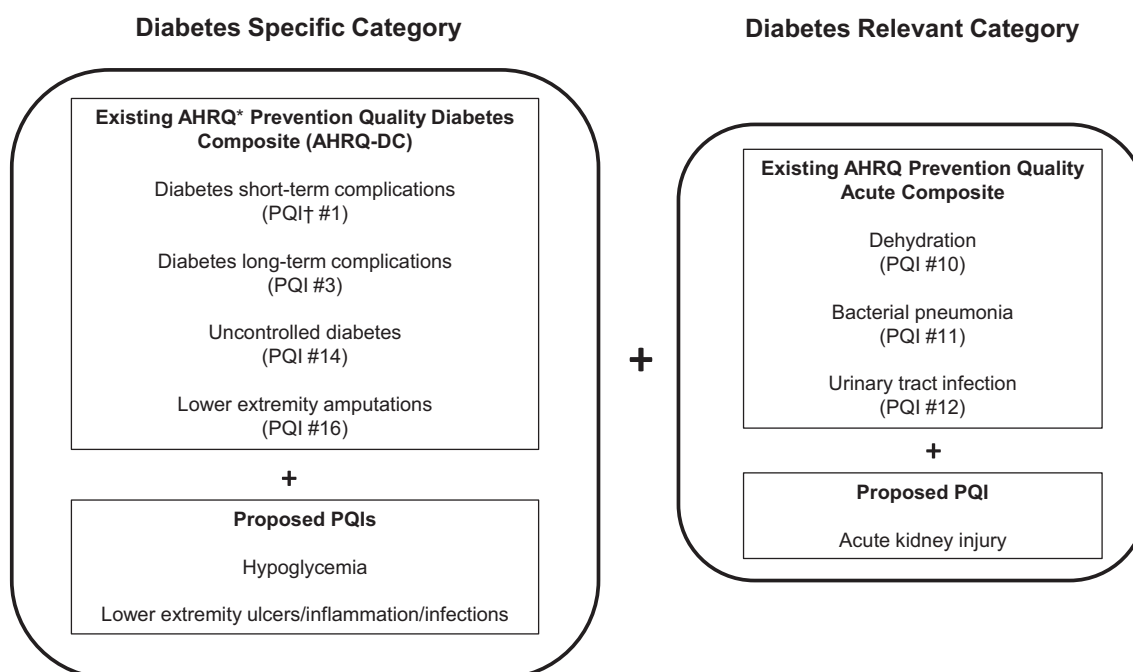 Diabetes Specific Category
Existing AHRQ* Prevention Quality Diabetes
Composite (AHRQ-DC)
Diabetes short-term complications
(PQI† #1)
Diabetes long-term complications
(PQI #3)
Uncontrolled diabetes
(PQI #14)
Lower extremity amputations
(PQI #16)
+
Proposed PQIs
Hypoglycemia
Lower extremity ulcers/inflammation/infections
+
Diabetes Relevant Category
Existing AHRQ Prevention Quality
Acute Composite
Dehydration
(PQI #10)
Bacterial pneumonia
(PQI #11)
Urinary tract infection
(PQI #12)
+
Proposed PQI
Acute kidney injury